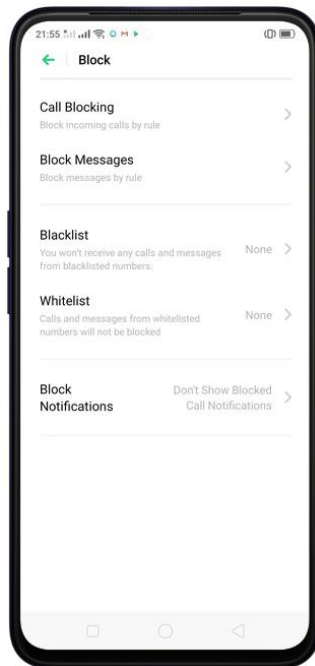 21:55
Block
Call Blocking
Block incoming calls by rule
Block Messages
Block messages by rule
Blacklist
You won't receive any calls and messages
from blacklisted numbers.
None
Whitelist
Calls and messages from whitelisted
numbers will not be blocked
None
Block
Notifications
Don't Show Blocked
Call Notifications